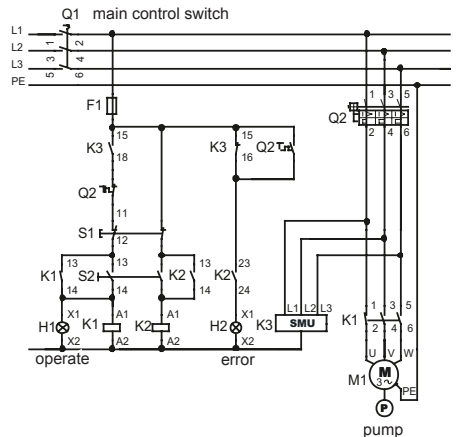 Q1 main control switch
L1
1 2
L2
3 4
L3
5 6
PE
F1
1 3 5
Q2
2 4 6
15 15
K3 K3 Q2
18 16
Q2
11
S1
12
13 13 13 23
K1 S2 K2 K2
14 14 14 24
L1 L2 L3
X1 A1 A1 X1
H1 K1 K2 H2 K3 SMU
X2 A2 A2 X2
operate error
1 3 5
K1
2 4 6
U V W
M1 M
3~
PE
P
pump